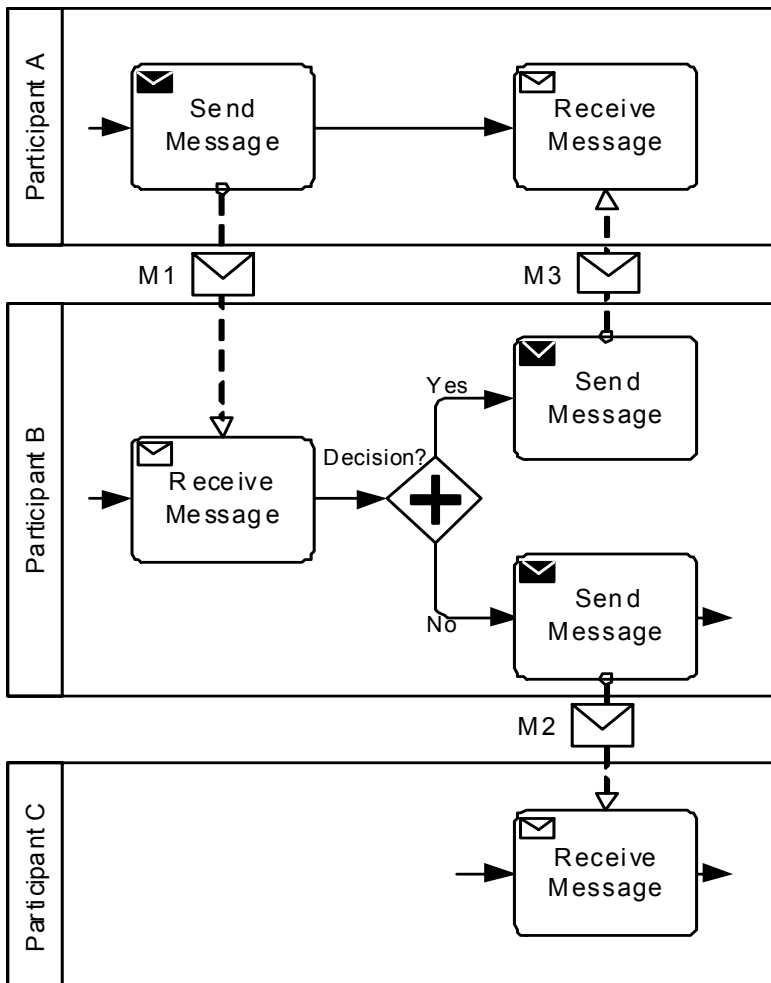 Participant A
Send
Message
Receive
Message
M1
M3
Participant B
Receive
Message
Decision?
Yes
No
Send
Message
Send
Message
M2
Participant C
Receive
Message